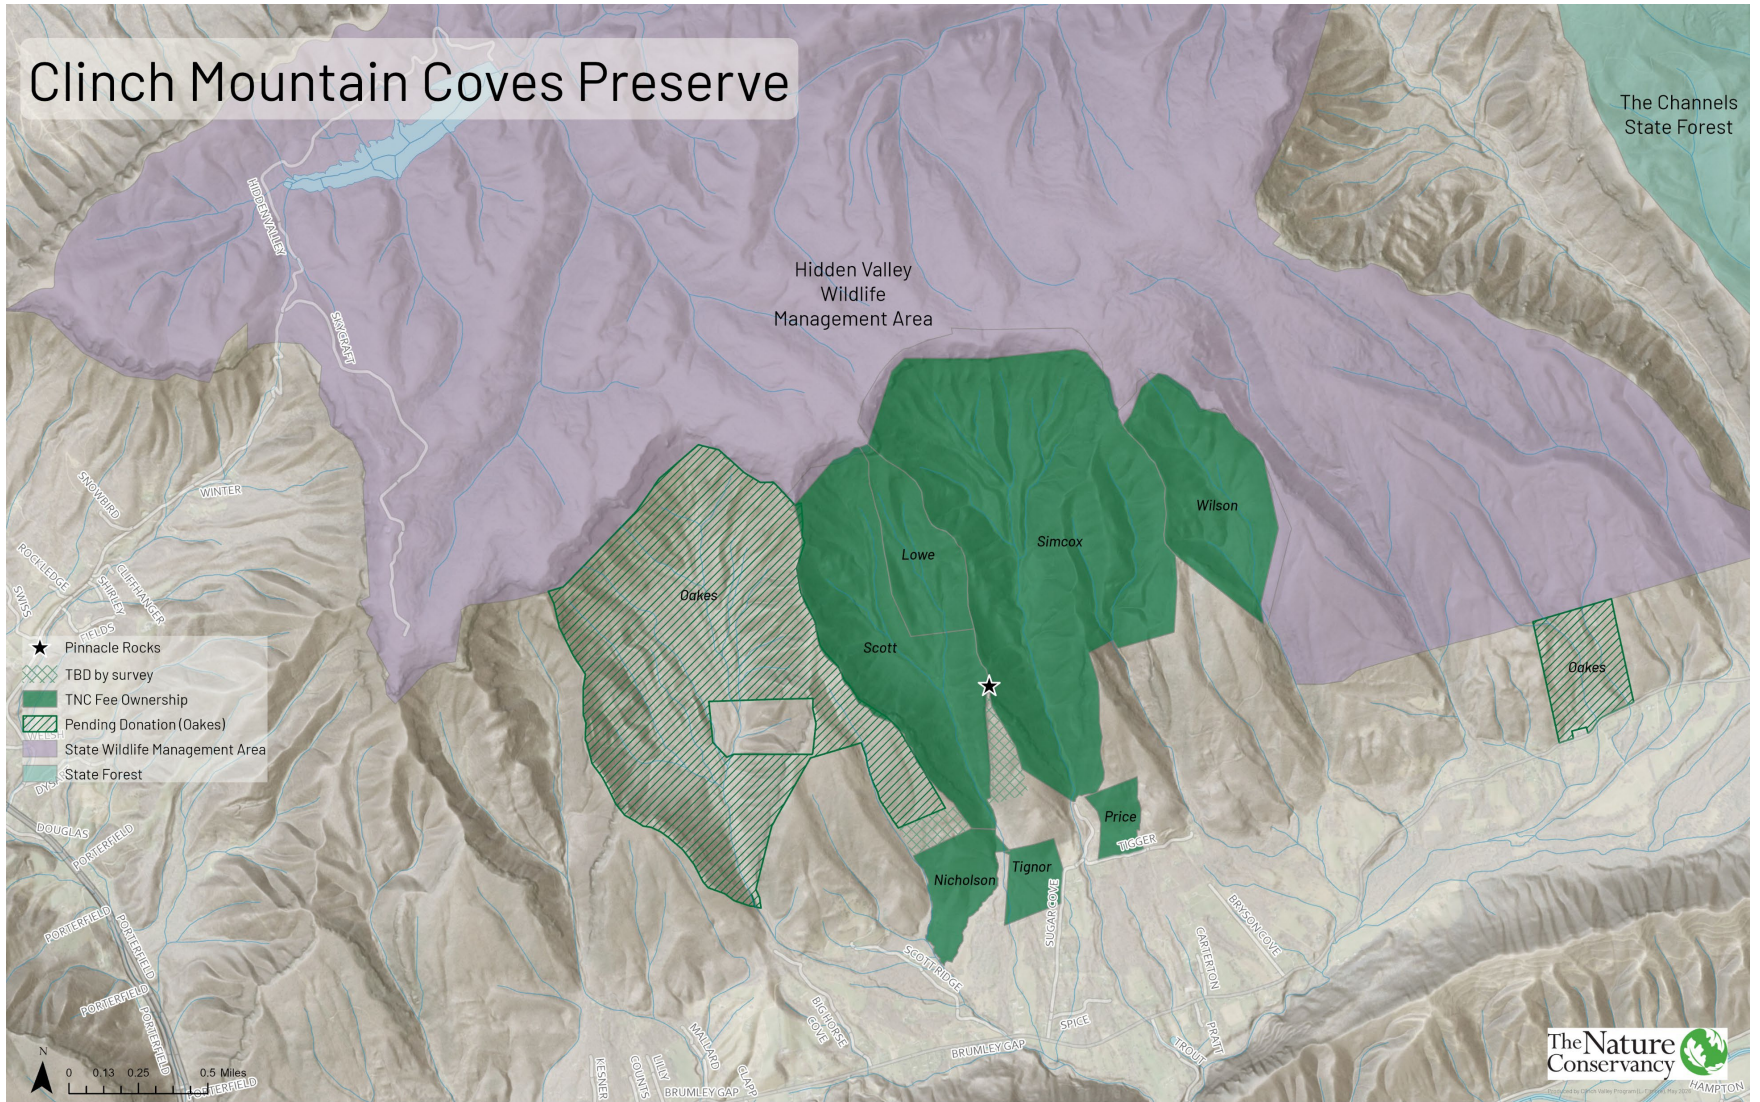 Clinch Mountain Coves Preserve
The Channels
State Forest
HIDDEN VALLEY
Hidden Valley
Wildlife
Management Area
SKYCRAFT
SNOWBIRD
WINTER
Wilson
Lowe
Simcox
ROCKLEDGE
CLIFFHANGER
SHIRLEY
SWISS
FIELDS
Oakes
Scott
Oakes
Pinnacle Rocks
TBD by survey
TNC Fee Ownership
Pending Donation (Oakes)
State Wildlife Management Area
State Forest
DOUGLAS
PORTERFIELD
Price
TIGGER
Tignor
Nicholson
SUGAR COVE
BRYSON COVE
PORTERFIELD
PORTERFIELD
SCOTT RIDGE
CARTERTON
PORTERFIELD
PORTERFIELD
BIGHORSE
COVE
SPICE
MALLARD
BRUMLEY GAP
TROUT
PRATT
The Nature
Conservancy
N
0 0.13 0.25 0.5 Miles
PORTERFIELD
KESNER
COUNTS
LILLY
CLAPP
BRUMLEY GAP
HAMPTON